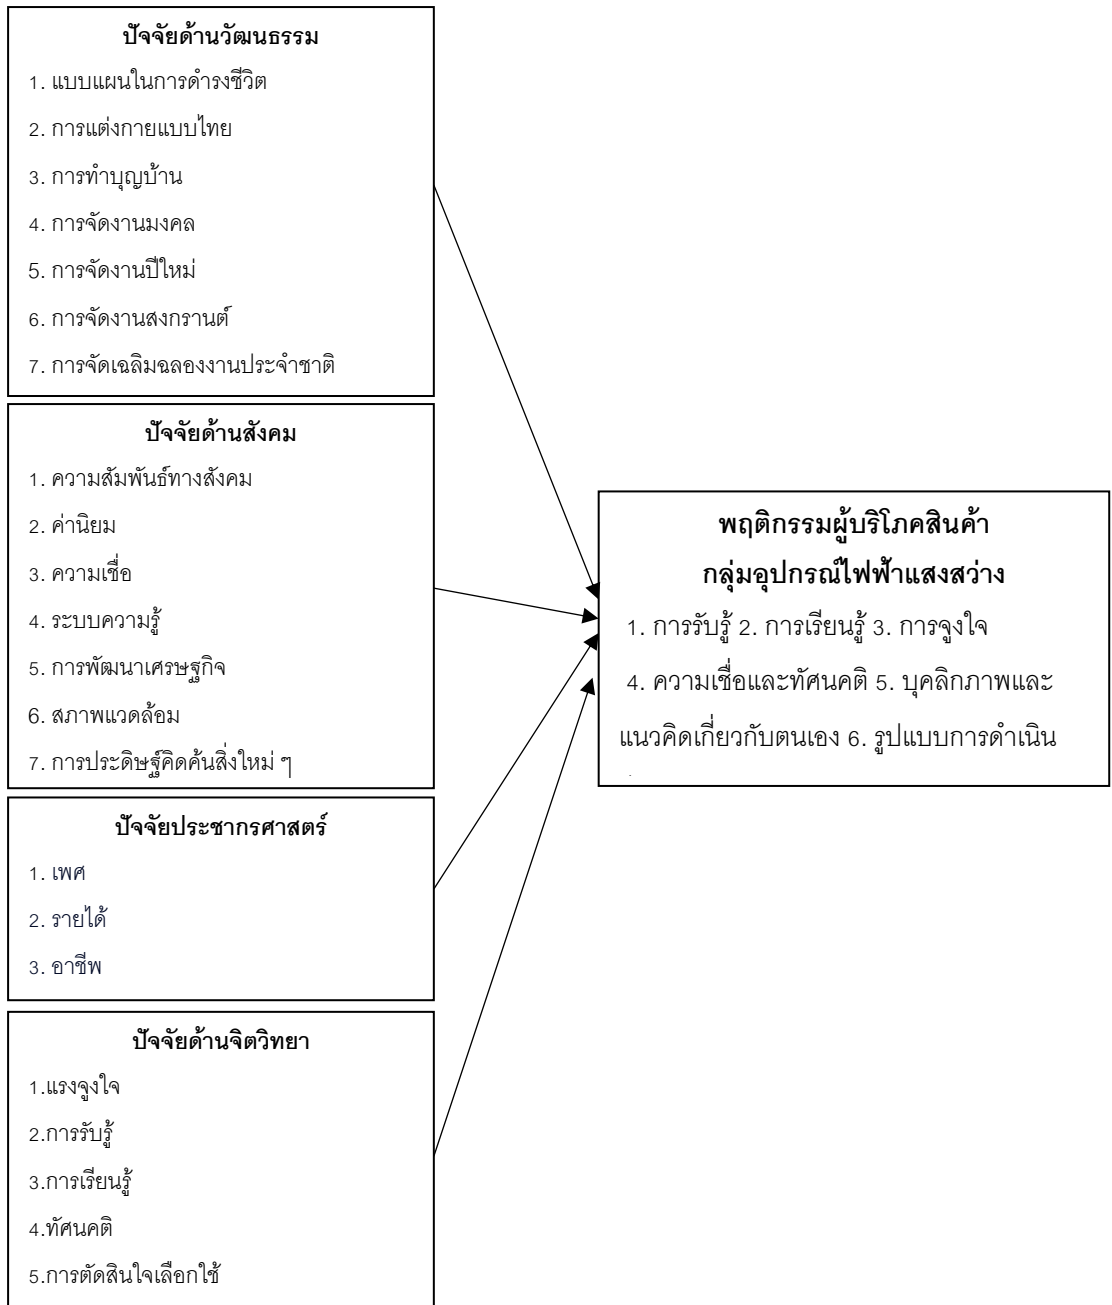 ปัจจัยด้านวัฒนธรรม
1. แบบแผนในการดำรงชีวิต
2. การแต่งกายแบบไทย
3. การทำบุญบ้าน
4. การจัดงานมงคล
5. การจัดงานปีใหม่
6. การจัดงานสงกรานต์
7. การจัดเฉลิมฉลองงานประจำชาติ
ปัจจัยด้านสังคม
1. ความสัมพันธ์ทางสังคม
2. ค่านิยม
3. ความเชื่อ
4. ระบบความรู้
5. การพัฒนาเศรษฐกิจ
6. สภาพแวดล้อม
7. การประดิษฐ์คิดค้นสิ่งใหม่ ๆ
ปัจจัยประชากรศาสตร์
1. เพศ
2. รายได้
3. อาชีพ
ปัจจัยด้านจิตวิทยา
1.แรงจูงใจ
2.การรับรู้
3.การเรียนรู้
4.ทัศนคติ
5.การตัดสินใจเลือกใช้
พฤติกรรมผู้บริโภคสินค้า
กลุ่มอุปกรณ์ไฟฟ้าแสงสว่าง
1. การรับรู้ 2. การเรียนรู้ 3. การจูงใจ
4. ความเชื่อและทัศนคติ 5. บุคลิกภาพและ
แนวคิดเกี่ยวกับตนเอง 6. รูปแบบการดำเนิน